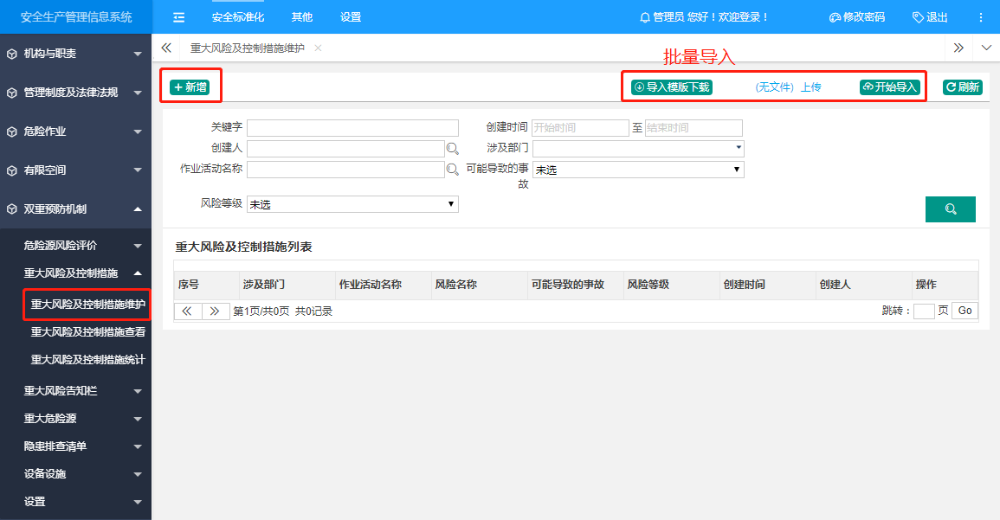 安全生产管理信息系统
安全标准化 其他 设置
管理员 您好！欢迎登录！ 修改密码 退出
机构与职责
管理制度及法律法规
危险作业
有限空间
双重预防机制
危险源风险评价
重大风险及控制措施
重大风险及控制措施维护
重大风险及控制措施查看
重大风险及控制措施统计
重大风险告知栏
重大危险源
隐患排查清单
设备设施
设置
重大风险及控制措施维护
批量导入
新增 导入模版下载 (无文件) 上传 开始导入 刷新
关键字 创建时间 开始时间 至 结束时间
创建人 涉及部门
作业活动名称 可能导致的事故 未选
风险等级 未选
重大风险及控制措施列表
序号 涉及部门 作业活动名称 风险名称 可能导致的事故 风险等级 创建时间 创建人 操作
第1页/共0页 共0记录 跳转： 页 Go